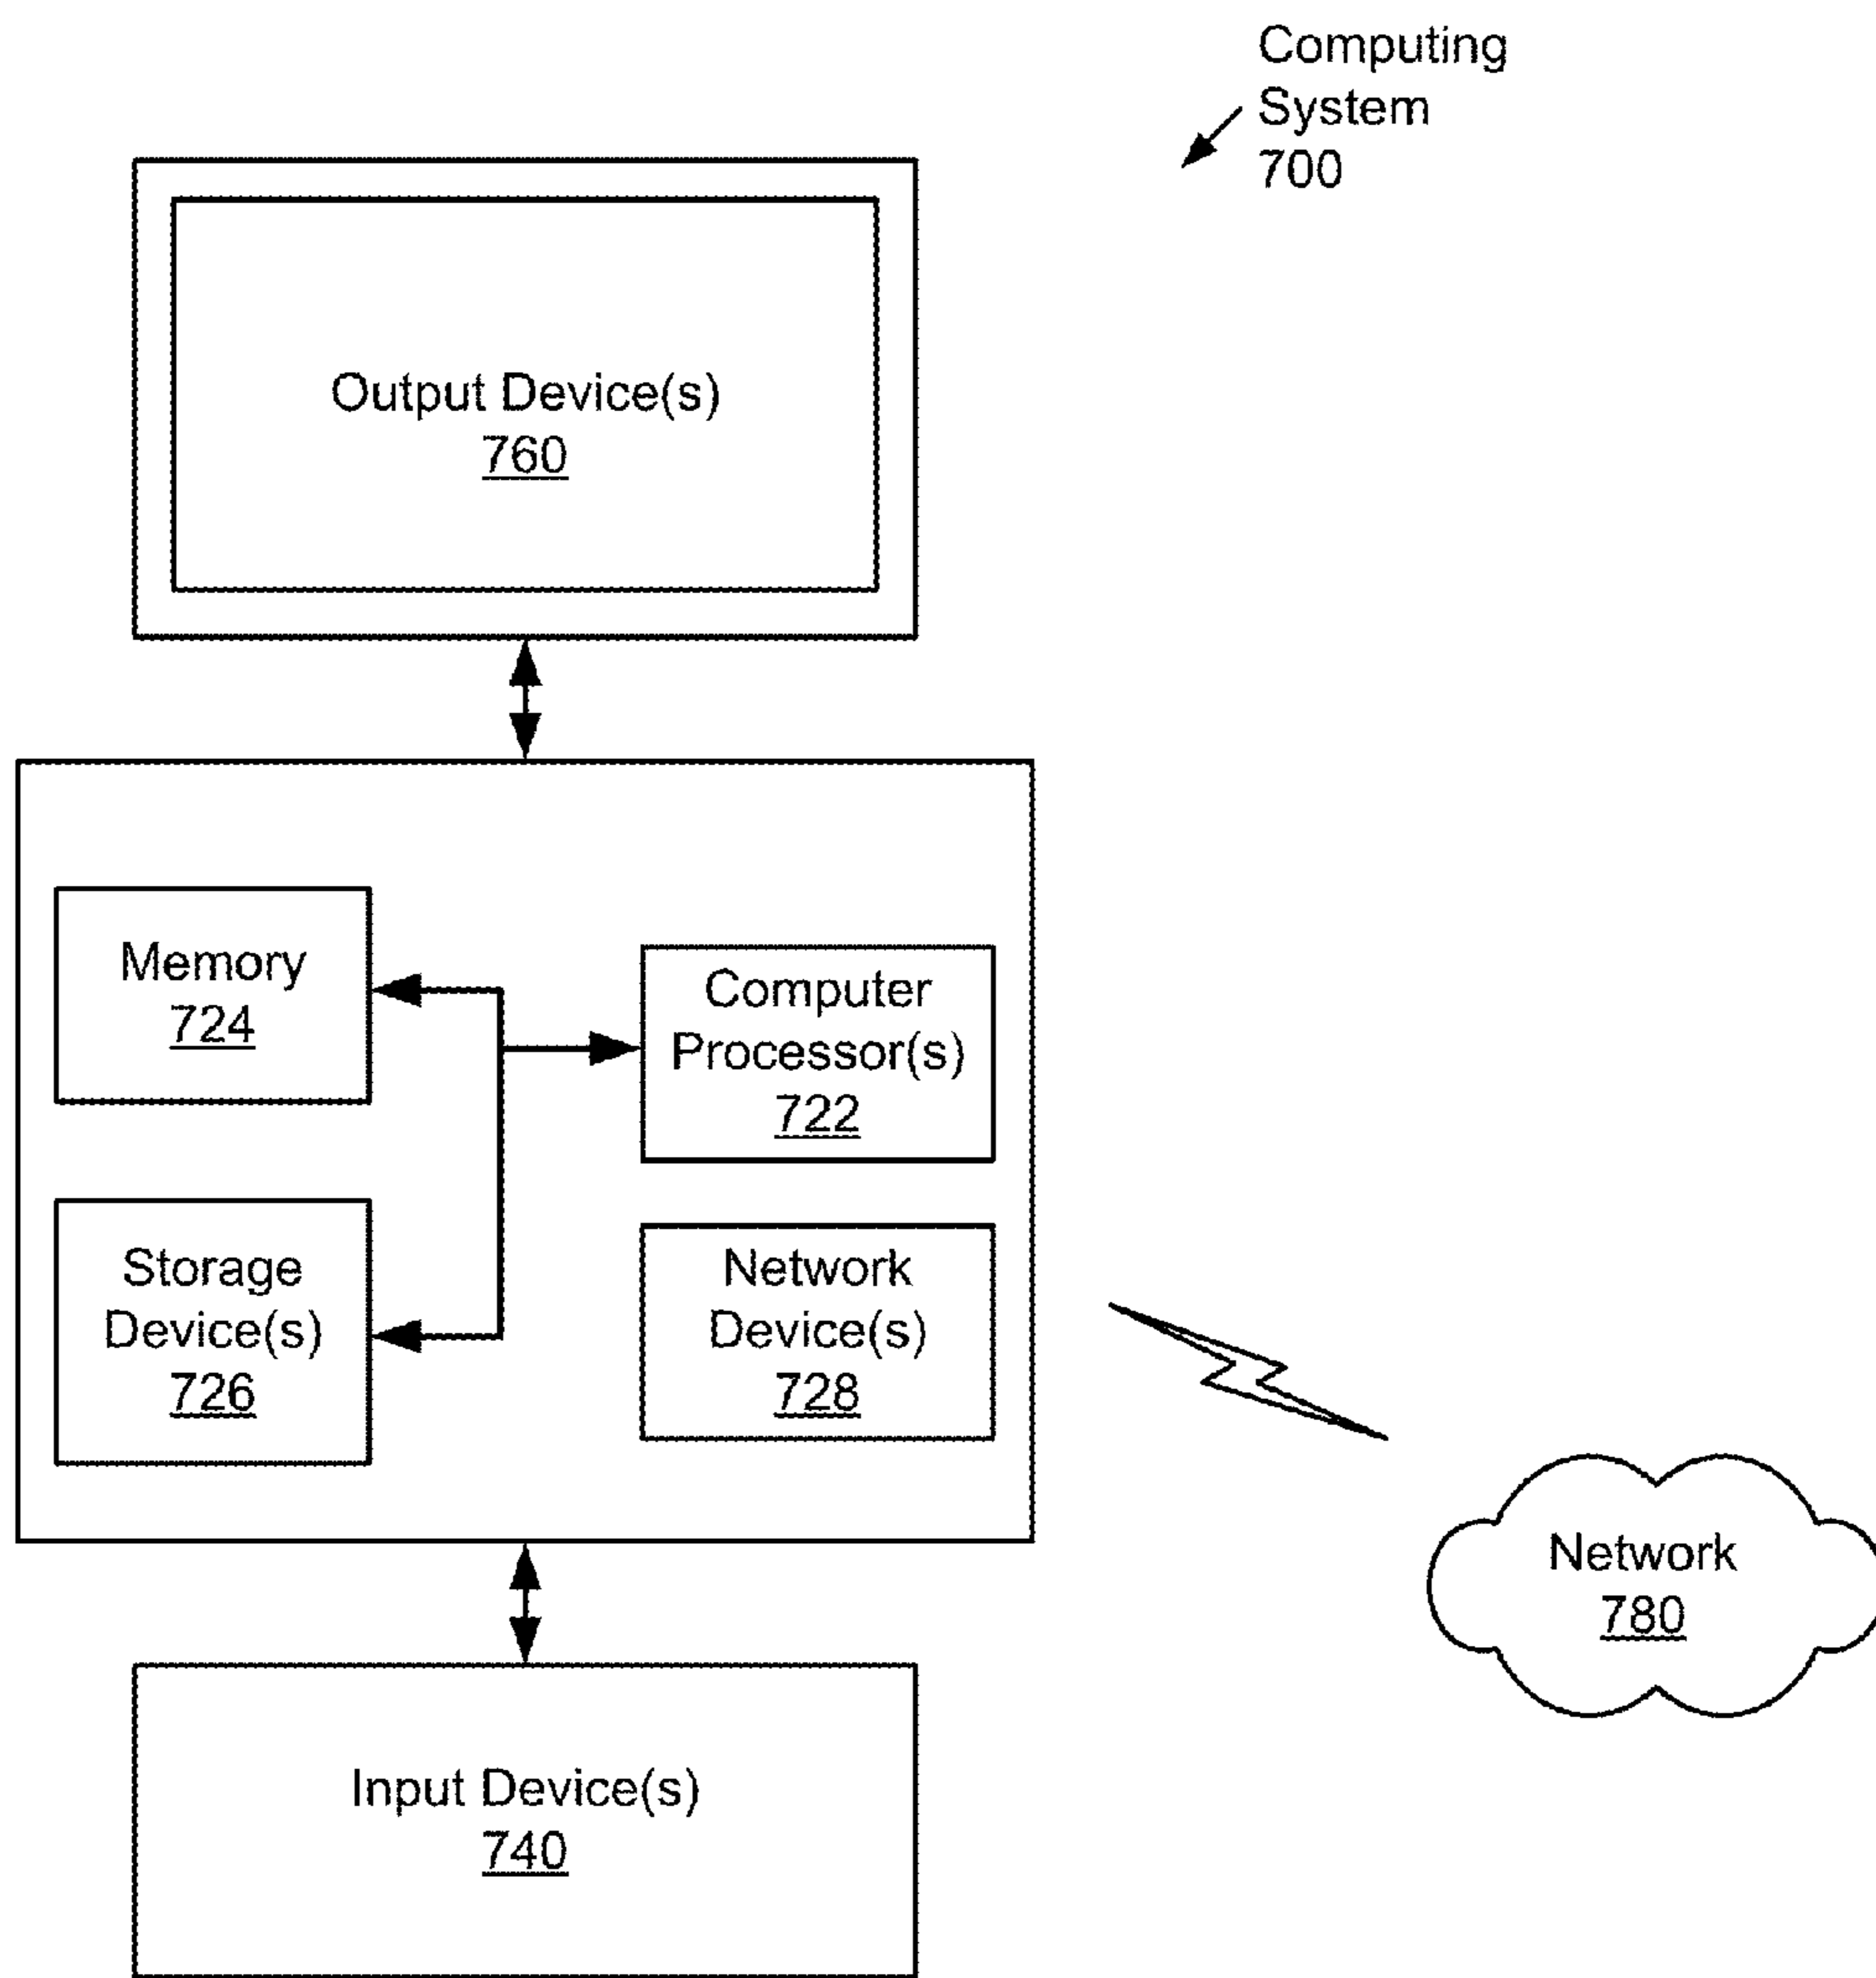 Computing
System
700
Output Device(s)
760
Memory
724
Computer
Processor(s)
722
Storage
Device(s)
726
Network
Device(s)
728
Network
780
Input Device(s)
740